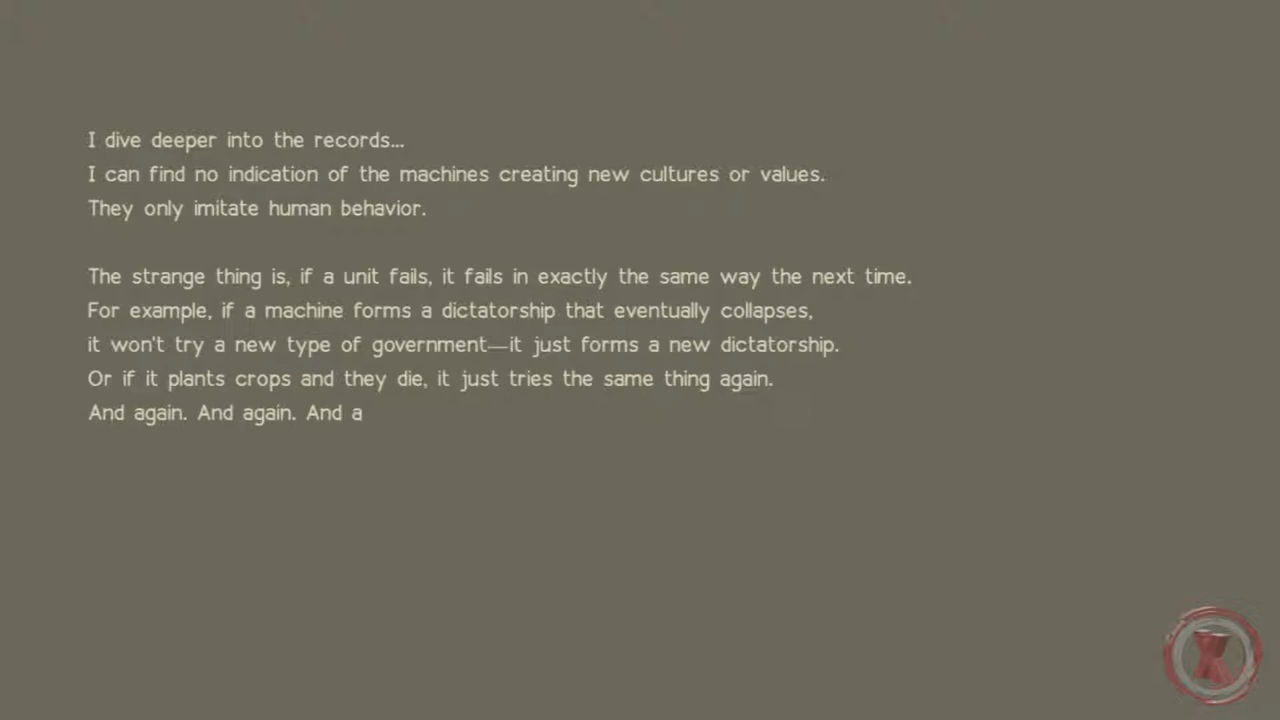 I dive deeper into the records...
I can find no indication of the machines creating new cultures or values.
They only imitate human behavior.
The strange thing is, if a unit fails, it fails in exactly the same way the next time.
For example, if a machine forms a dictatorship that eventually collapses,
it won't try a new type of government—it just forms a new dictatorship.
Or if it plants crops and they die, it just tries the same thing again.
And again. And again. And a